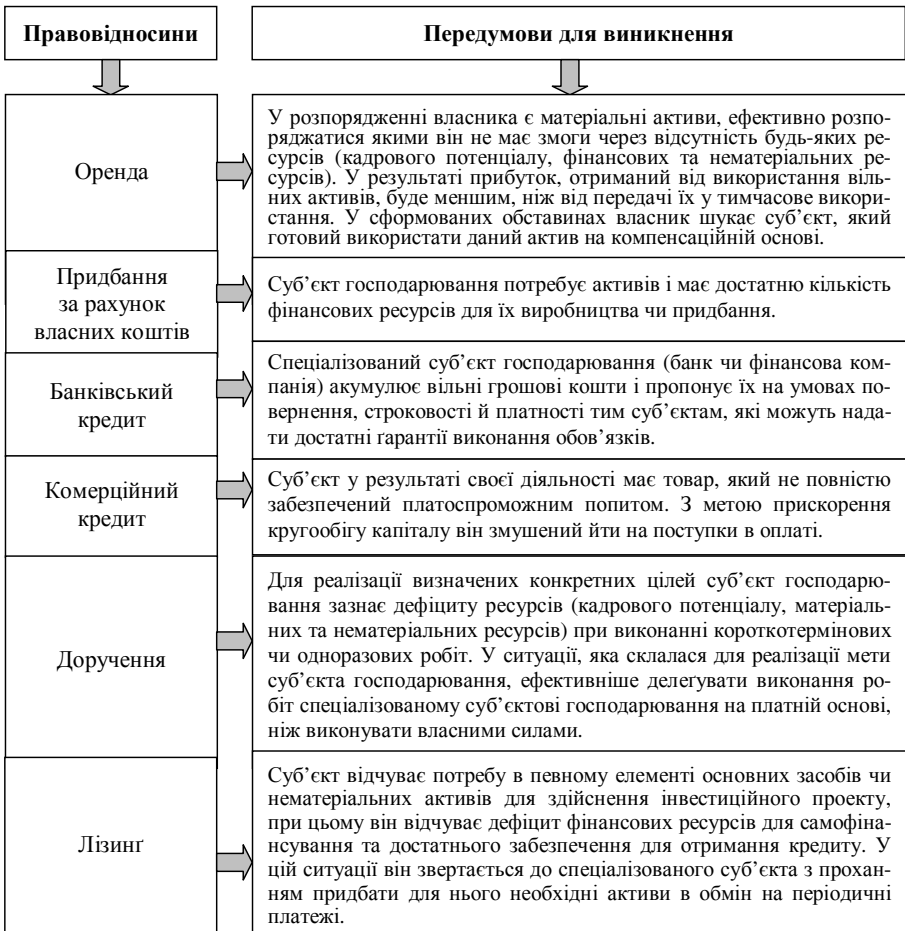 Правовідносини
Передумови для виникнення
Оренда
У розпорядженні власника є матеріальні активи, ефективно розпо-
ряджатися якими він не має змоги через відсутність будь-яких ре-
сурсів (кадрового потенціалу, фінансових та нематеріальних ре-
сурсів). У результаті прибуток, отриманий від використання віль-
них активів, буде меншим, ніж від передачі їх у тимчасове викори-
стання. У сформованих обставинах власник шукає суб’єкт, який
готовий використати даний актив на компенсаційній основі.
Придбання
за рахунок
власних коштів
Суб’єкт господарювання потребує активів і має достатню кількість
фінансових ресурсів для їх виробництва чи придбання.
Банківський
кредит
Спеціалізований суб’єкт господарювання (банк чи фінансова ком-
панія) акумулює вільні грошові кошти і пропонує їх на умовах по-
вернення, строковості й платності тим суб’єктам, які можуть нада-
ти достатні ґарантії виконання обов’язків.
Комерційний
кредит
Суб’єкт у результаті своєї діяльності має товар, який не повністю
забезпечений платоспроможним попитом. З метою прискорення
кругообігу капіталу він змушений йти на поступки в оплаті.
Доручення
Для реалізації визначених конкретних цілей суб’єкт господарю-
вання зазнає дефіциту ресурсів (кадрового потенціалу, матеріаль-
них та нематеріальних ресурсів) при виконанні короткотермінових
чи одноразових робіт. У ситуації, яка склалася для реалізації мети
суб’єкта господарювання, ефективніше делеґувати виконання ро-
біт спеціалізованому суб’єктові господарювання на платній основі,
ніж виконувати власними силами.
Лізинґ
Суб’єкт відчуває потребу в певному елементі основних засобів чи
нематеріальних активів для здійснення інвестиційного проекту,
при цьому він відчуває дефіцит фінансових ресурсів для самофіна-
нсування та достатнього забезпечення для отримання кредиту. У
цій ситуації він звертається до спеціалізованого суб’єкта з прохан-
ням придбати для нього необхідні активи в обмін на періодичні
платежі.